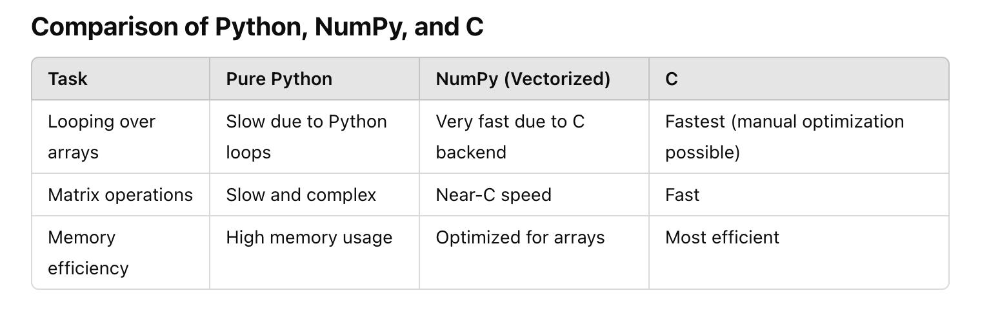 Comparison of Python, NumPy, and C
Task Pure Python NumPy (Vectorized) C
Looping over arrays Slow due to Python loops Very fast due to C backend Fastest (manual optimization possible)
Matrix operations Slow and complex Near-C speed Fast
Memory efficiency High memory usage Optimized for arrays Most efficient